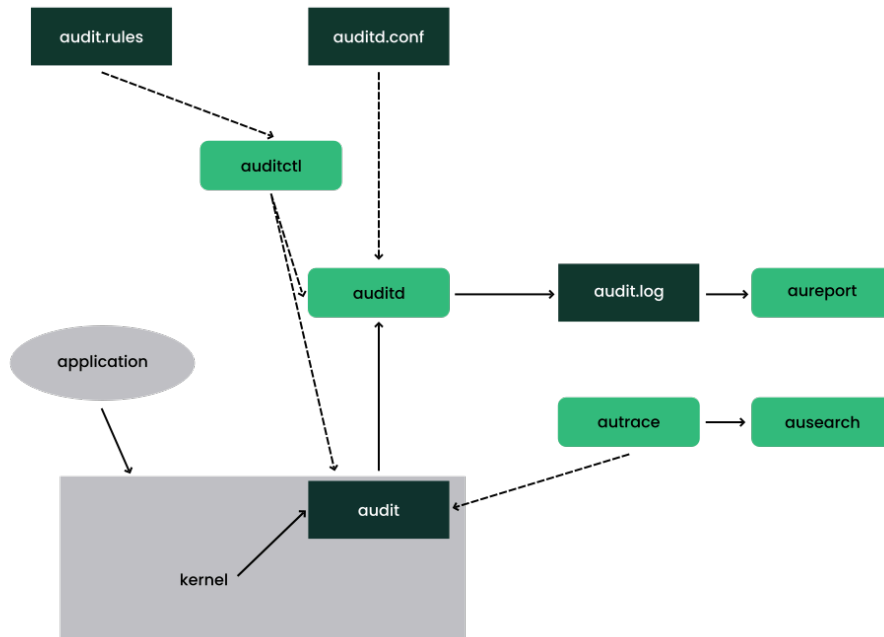 audit.rules
auditd.conf
auditctl
auditd
audit.log
aureport
application
autrace
ausearch
audit
kernel